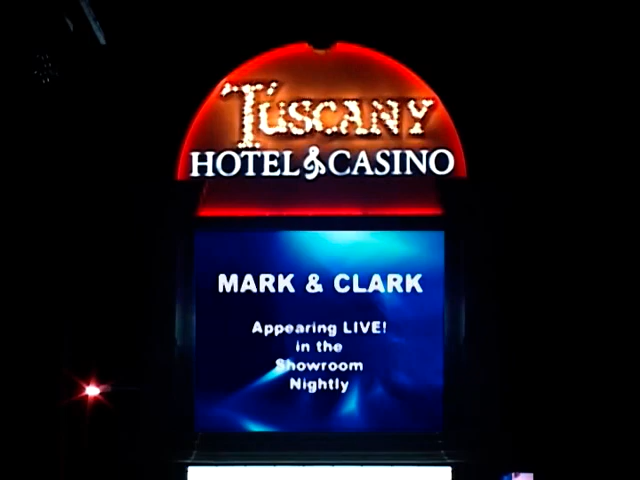 TUSCANY
HOTEL & CASINO
MARK & CLARK
Appearing LIVE!
in the
Showroom
Nightly